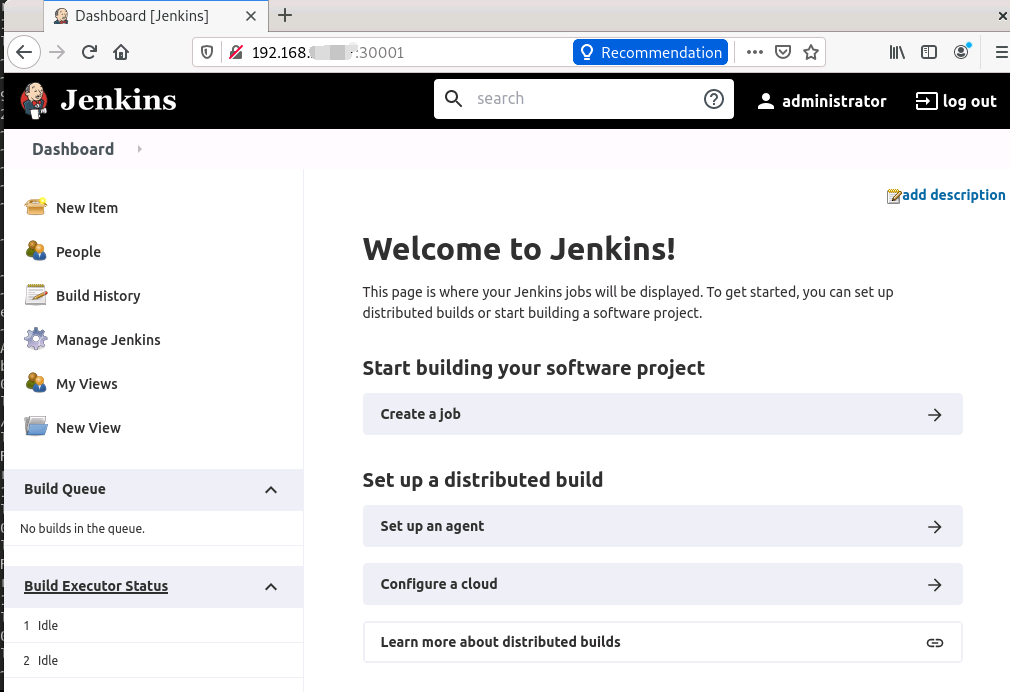 Dashboard [Jenkins]
192.168. :30001
Recommendation
Jenkins
search
administrator
log out
Dashboard
add description
New Item
People
Build History
Manage Jenkins
My Views
New View
Build Queue
No builds in the queue.
Build Executor Status
1 Idle
2 Idle
Welcome to Jenkins!
This page is where your Jenkins jobs will be displayed. To get started, you can set up
distributed builds or start building a software project.
Start building your software project
Create a job
Set up a distributed build
Set up an agent
Configure a cloud
Learn more about distributed builds